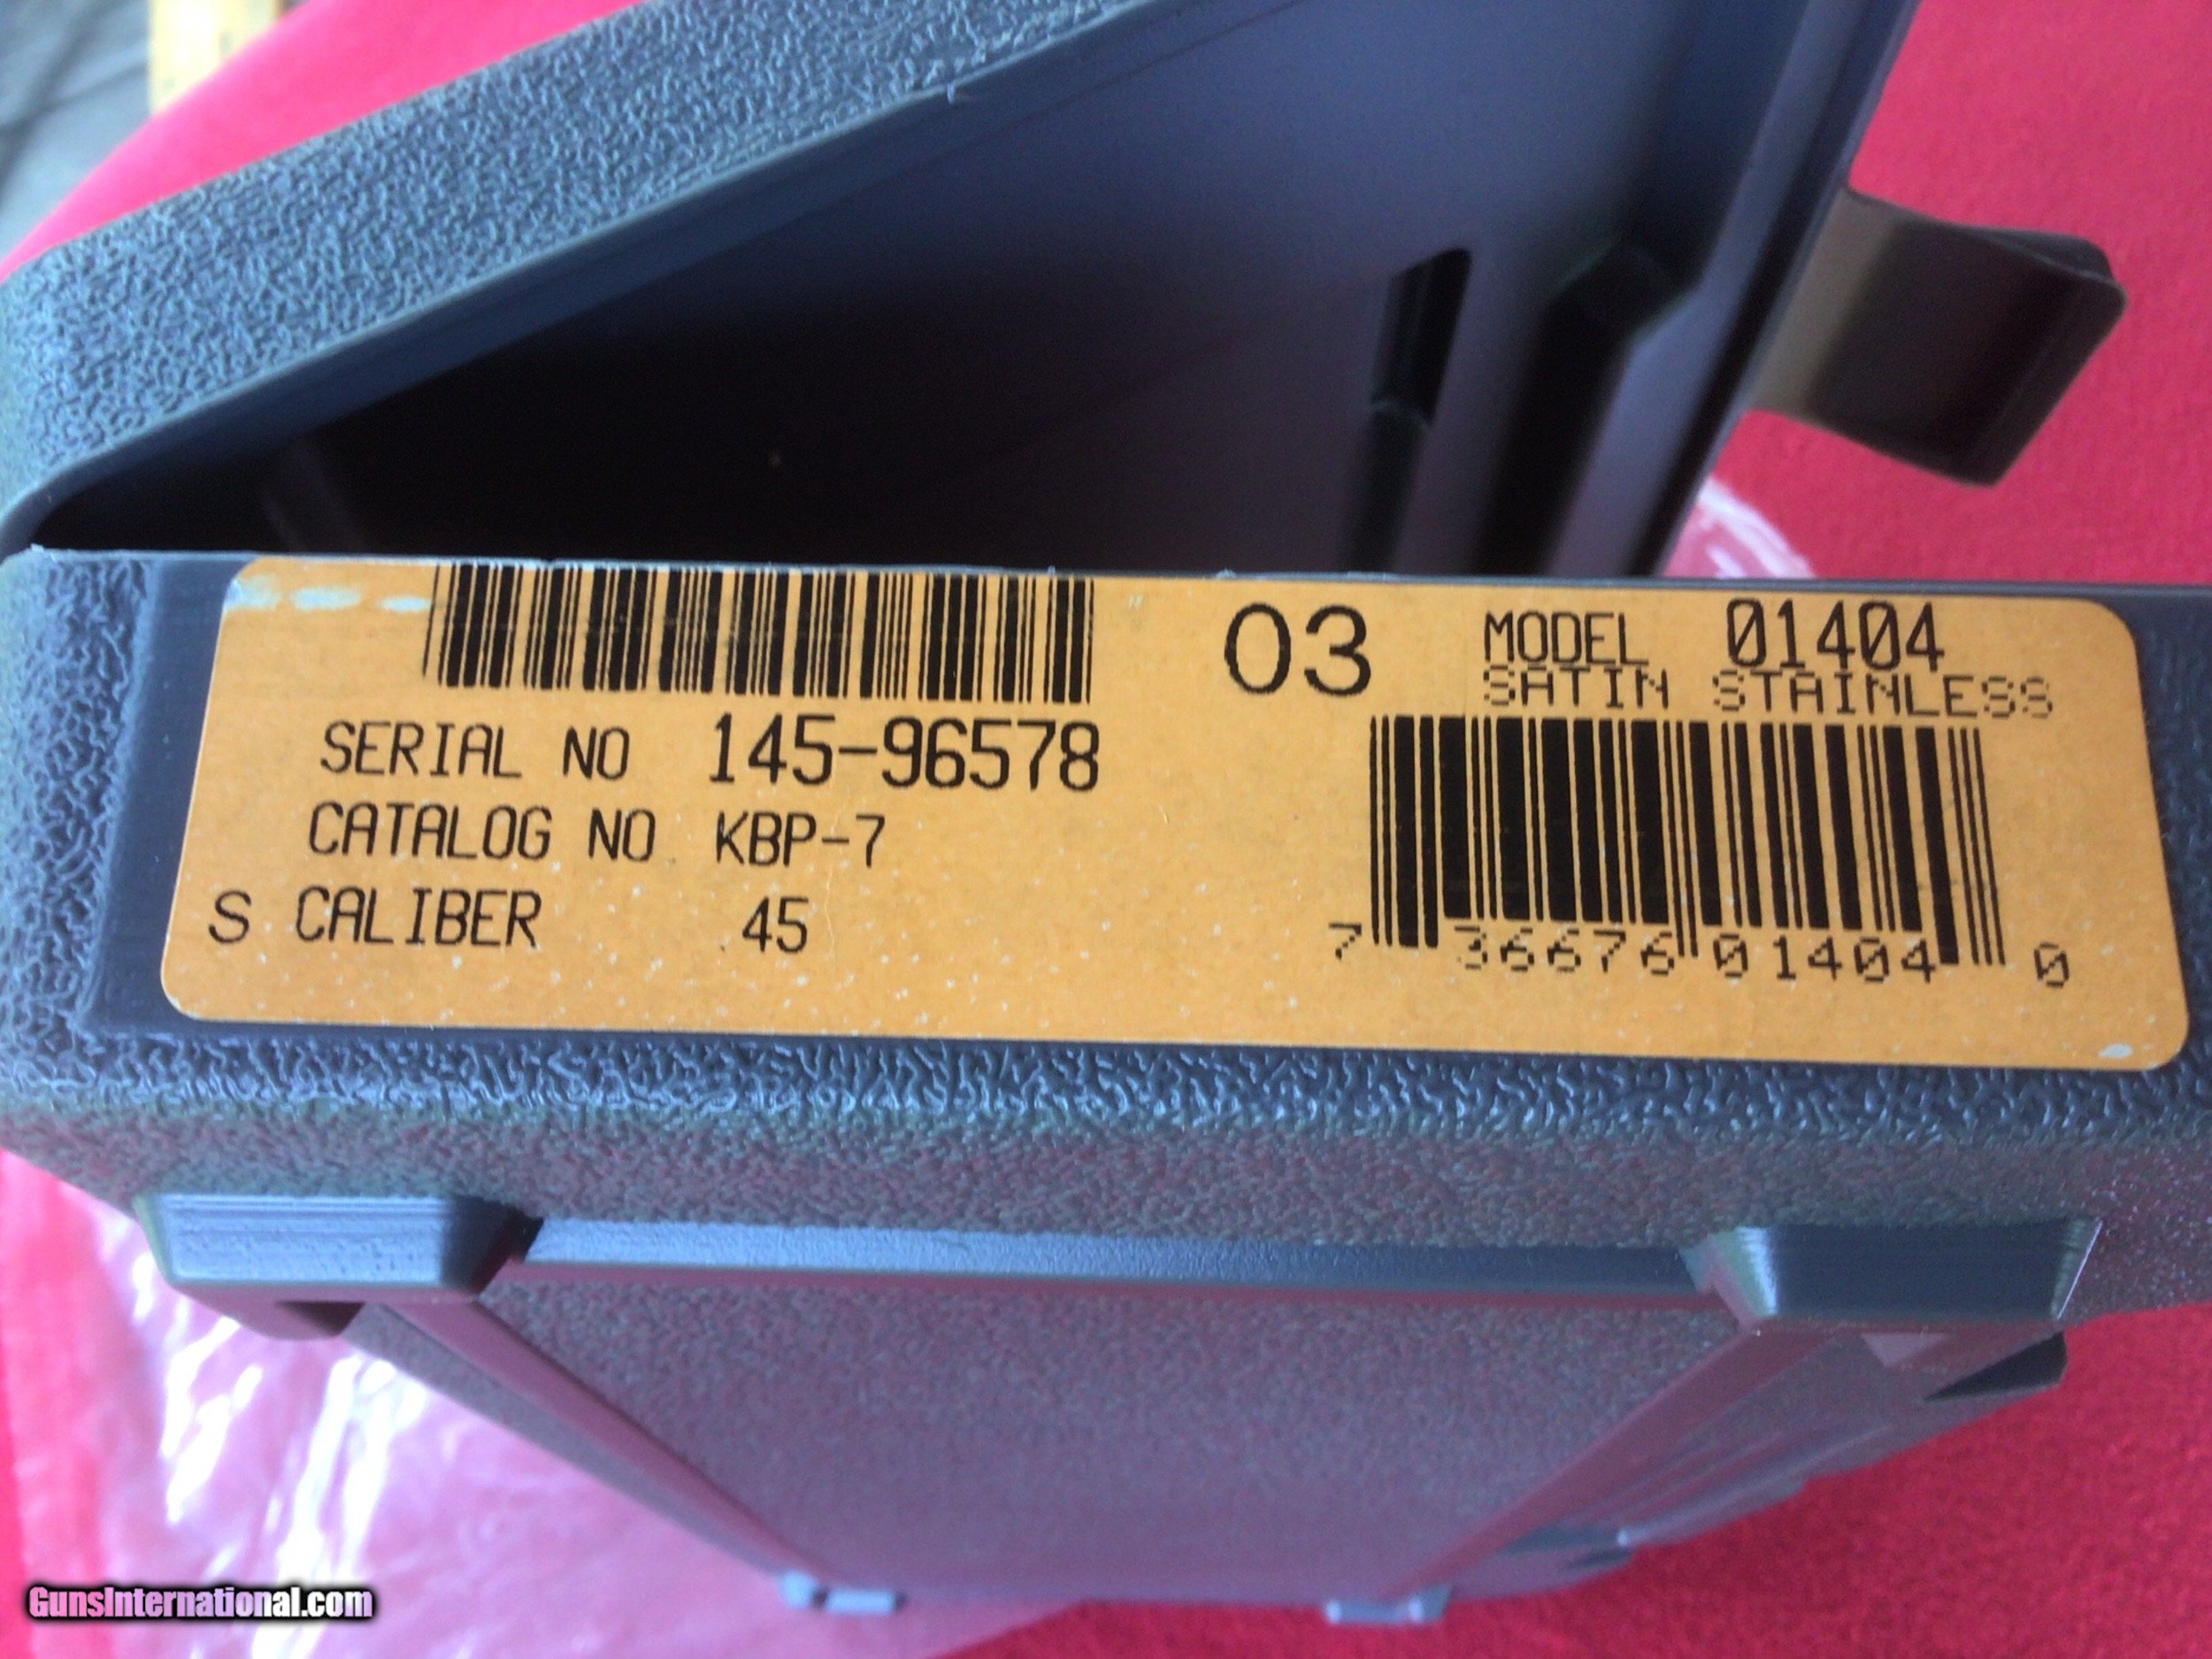 03
MODEL 01404
SATIN STAINLESS
SERIAL NO 145-96578
CATALOG NO KBP-7
S CALIBER 45
7 36676 01404 0
GunsInternational.com